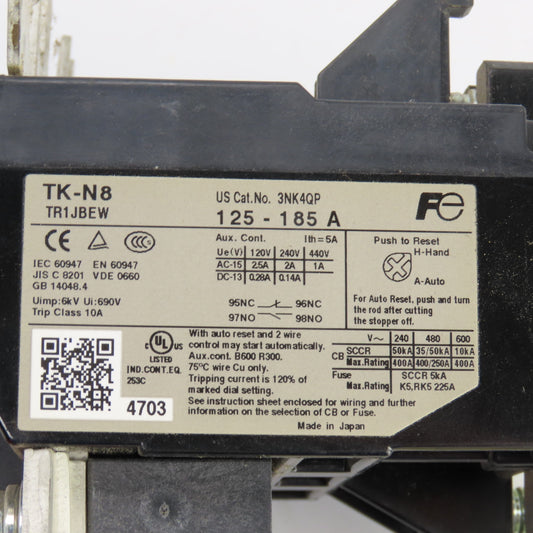 TK-N8
TR1JBEW
US Cat.No. 3NK4QP
125 - 185 A
Fe
CE
CCC
IEC 60947 EN 60947
JIS C 8201 VDE 0660
GB 14048.4
Uimp:6kV Ui:690V
Trip Class 10A
Aux. Cont. Ith=5A
Ue(V) 120V 240V 440V
AC-15 2.5A 2A 1A
DC-13 0.28A 0.14A
95NC 96NC
97NO 98NO
Push to Reset
H-Hand
A-Auto
For Auto Reset, push and turn
the rod after cutting
the stopper off.
C UL US
LISTED
IND.CONT.EQ.
253C
4703
With auto reset and 2 wire
control may start automatically.
Aux.cont. B600 R300.
75℃ wire Cu only.
Tripping current is 120% of
marked dial setting.
See instruction sheet enclosed for wiring and further
information on the selection of CB or Fuse.
V~ 240 480 600
CB SCCR 50kA 35/50kA 10kA
Max.Rating 400A 400/250A 400A
Fuse SCCR 5kA
Max.Rating K5,RK5 225A
Made in Japan